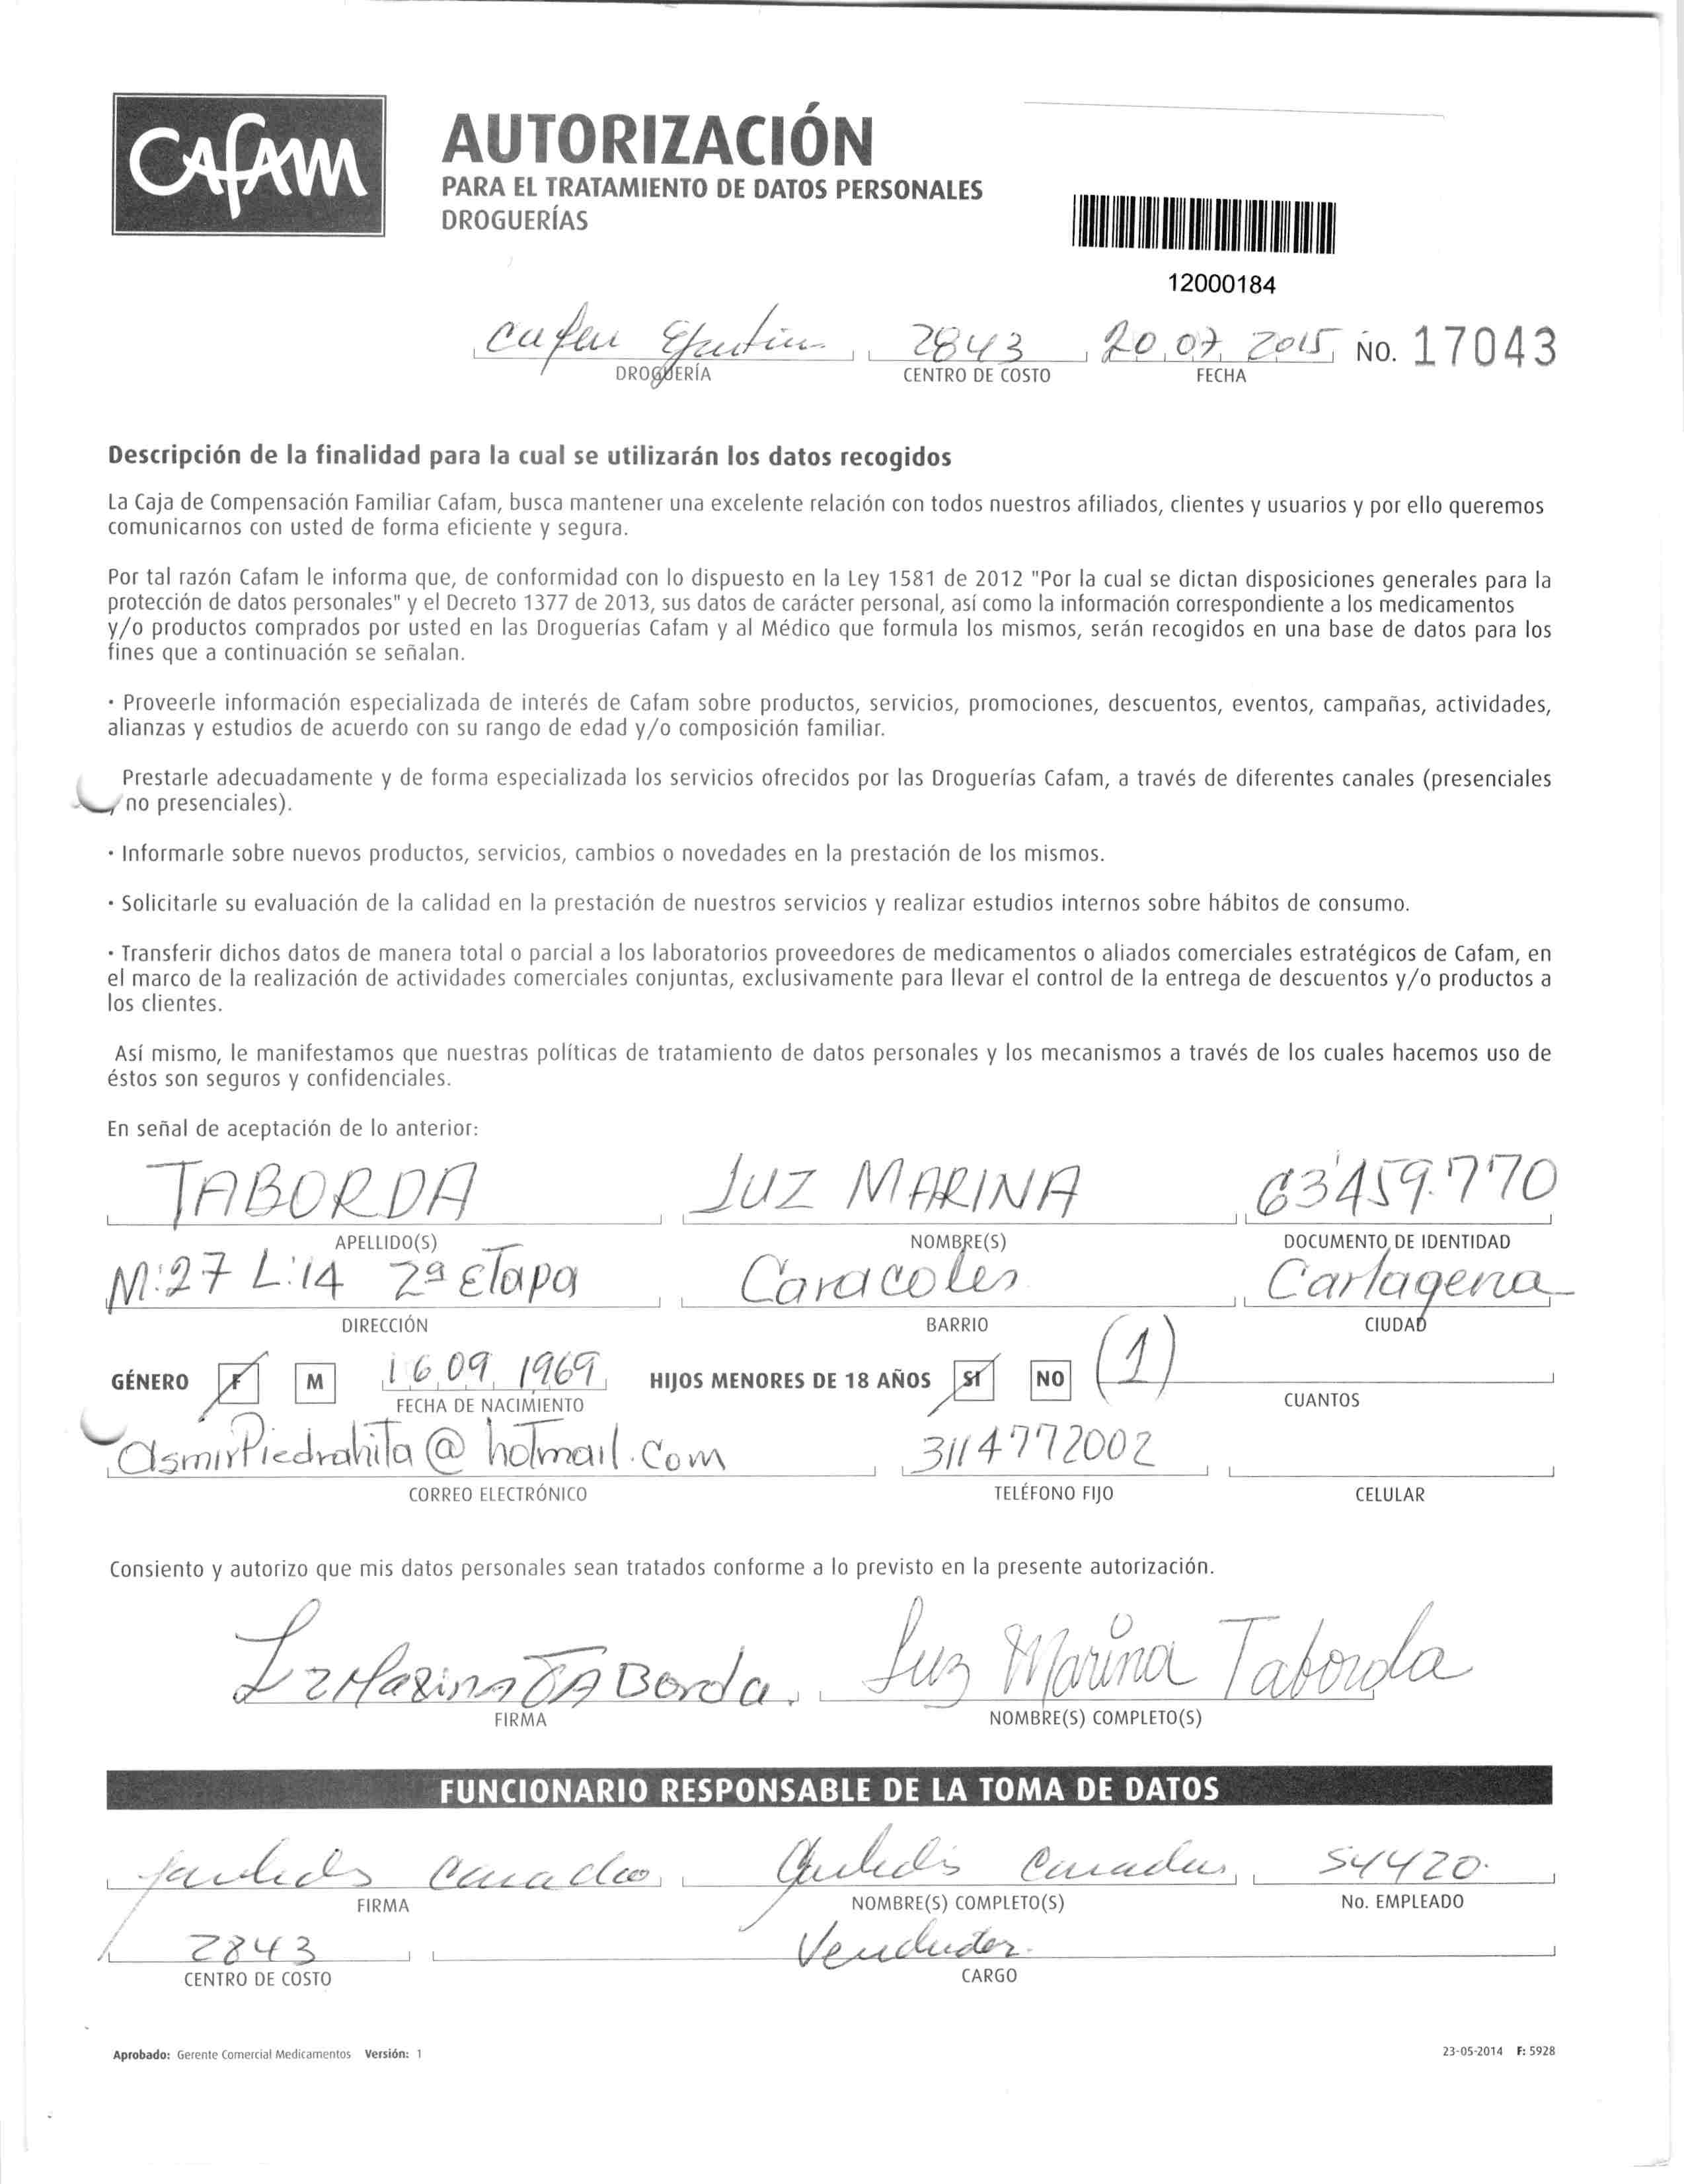 CAFAM
AUTORIZACIÓN
PARA EL TRATAMIENTO DE DATOS PERSONALES
DROGUERÍAS
12000184
2843 20 07 2015 NO. 17043
DROGUERÍA CENTRO DE COSTO FECHA
Descripción de la finalidad para la cual se utilizarán los datos recogidos
La Caja de Compensación Familiar Cafam, busca mantener una excelente relación con todos nuestros afiliados, clientes y usuarios y por ello queremos
comunicarnos con usted de forma eficiente y segura.
Por tal razón Cafam le informa que, de conformidad con lo dispuesto en la Ley 1581 de 2012 "Por la cual se dictan disposiciones generales para la
protección de datos personales" y el Decreto 1377 de 2013, sus datos de carácter personal, así como la información correspondiente a los medicamentos
y/o productos comprados por usted en las Droguerías Cafam y al Médico que formula los mismos, serán recogidos en una base de datos para los
fines que a continuación se señalan.
· Proveerle información especializada de interés de Cafam sobre productos, servicios, promociones, descuentos, eventos, campañas, actividades,
alianzas y estudios de acuerdo con su rango de edad y/o composición familiar.
Prestarle adecuadamente y de forma especializada los servicios ofrecidos por las Droguerías Cafam, a través de diferentes canales (presenciales
no presenciales).
· Informarle sobre nuevos productos, servicios, cambios o novedades en la prestación de los mismos.
· Solicitarle su evaluación de la calidad en la prestación de nuestros servicios y realizar estudios internos sobre hábitos de consumo.
· Transferir dichos datos de manera total o parcial a los laboratorios proveedores de medicamentos o aliados comerciales estratégicos de Cafam, en
el marco de la realización de actividades comerciales conjuntas, exclusivamente para llevar el control de la entrega de descuentos y/o productos a
los clientes.
Así mismo, le manifestamos que nuestras políticas de tratamiento de datos personales y los mecanismos a través de los cuales hacemos uso de
éstos son seguros y confidenciales.
En señal de aceptación de lo anterior:
TABORDA LUZ MARINA 63'459.770
APELLIDO(S) NOMBRE(S) DOCUMENTO DE IDENTIDAD
M:27 L:14 2ª Etapa Caracoles Cartagena
DIRECCIÓN BARRIO CIUDAD
GÉNERO F M 16 09 1969 HIJOS MENORES DE 18 AÑOS SI NO (1)
FECHA DE NACIMIENTO CUANTOS
OsmirPiedrahita@hotmail.com 3114772002
CORREO ELECTRÓNICO TELÉFONO FIJO CELULAR
Consiento y autorizo que mis datos personales sean tratados conforme a lo previsto en la presente autorización.
LzMarina TABorda. Luz Marina Taborda
FIRMA NOMBRE(S) COMPLETO(S)
FUNCIONARIO RESPONSABLE DE LA TOMA DE DATOS
54420.
FIRMA NOMBRE(S) COMPLETO(S) No. EMPLEADO
2843 Vendedor.
CENTRO DE COSTO CARGO
Aprobado: Gerente Comercial Medicamentos Versión: 1 23-05-2014 F: 5928